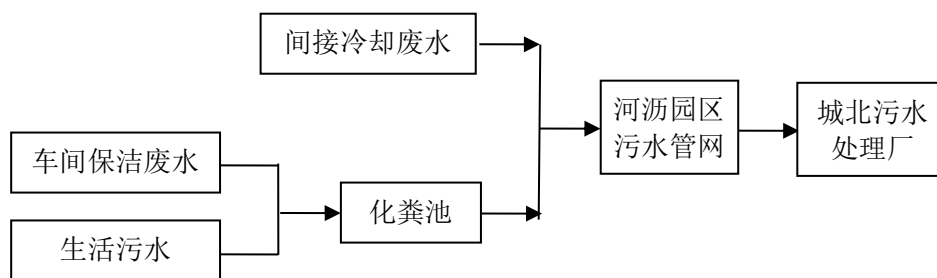 间接冷却废水
河沥园区
污水管网
城北污水
处理厂
车间保洁废水
化粪池
生活污水